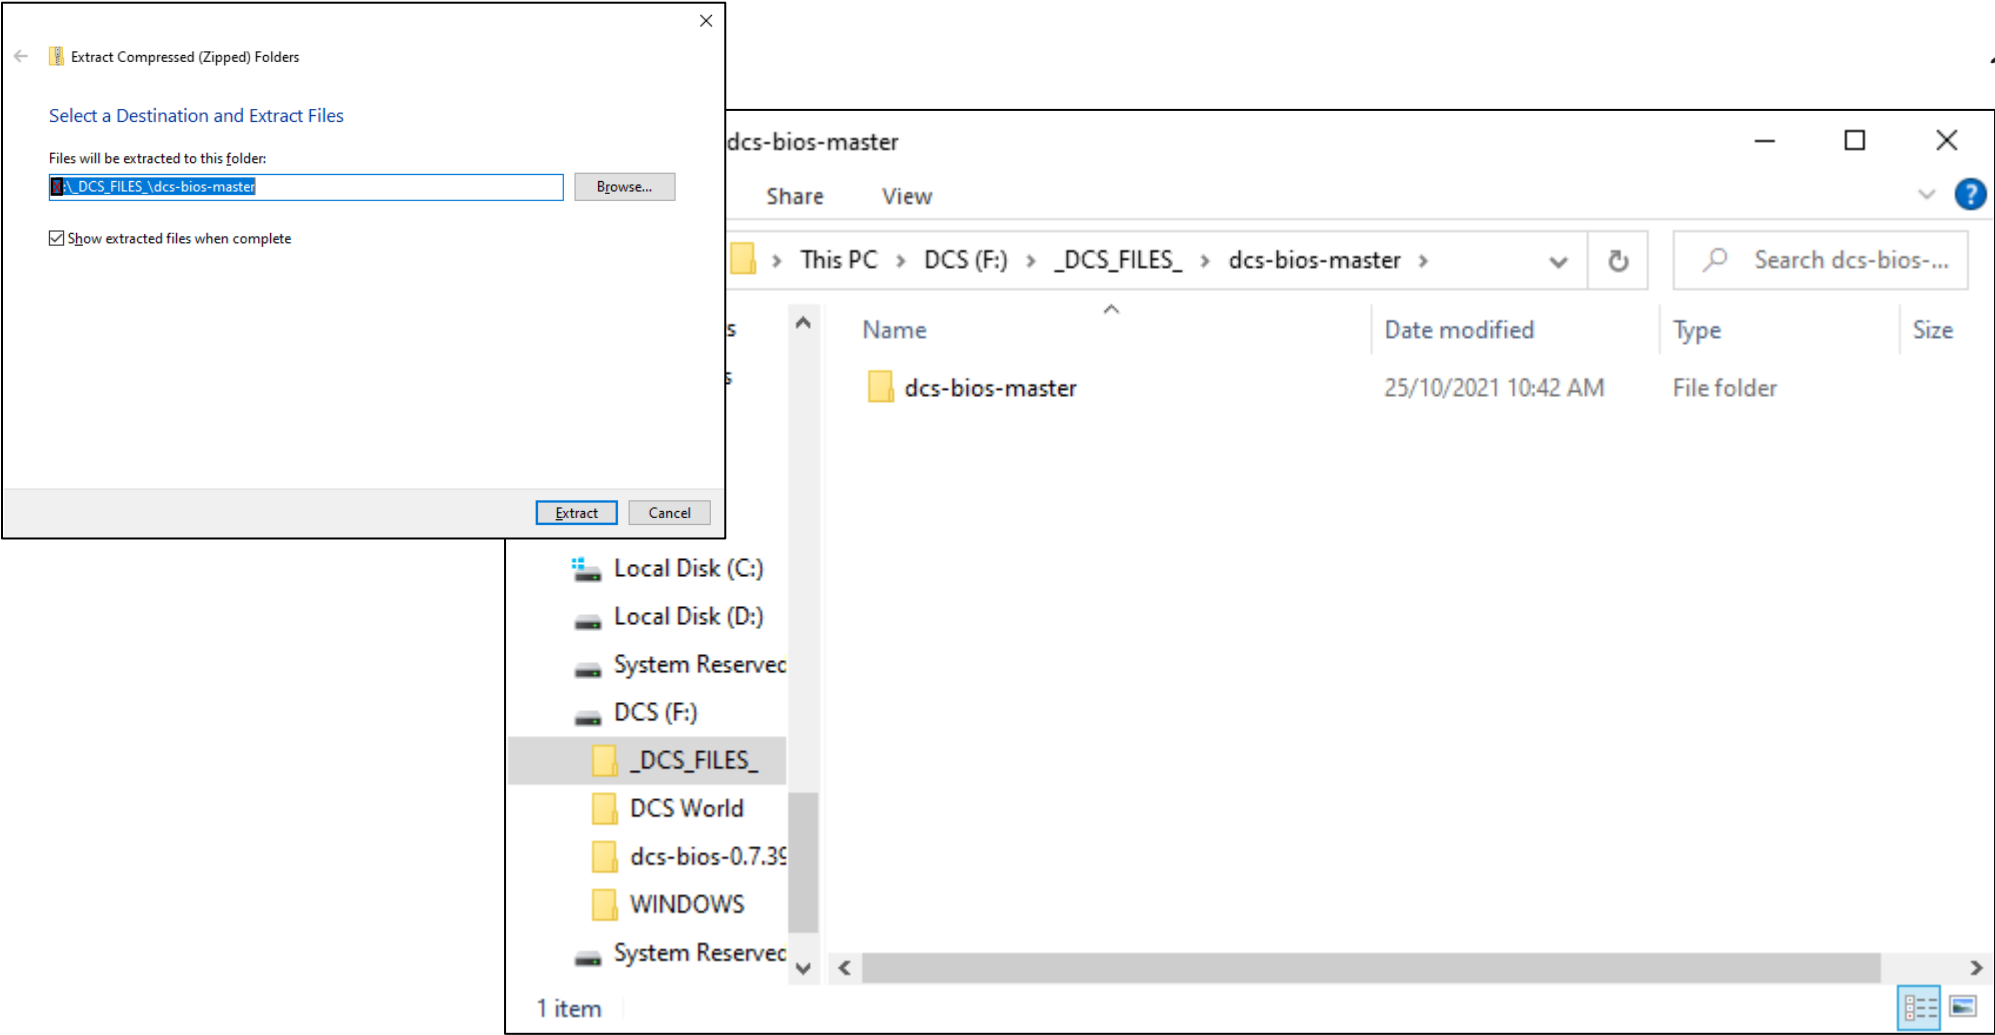 Extract Compressed (Zipped) Folders
Select a Destination and Extract Files
Files will be extracted to this folder:
:\_DCS_FILES_\dcs-bios-master
Browse...
Show extracted files when complete
Extract Cancel
dcs-bios-master
Share View
?
This PC > DCS (F:) > _DCS_FILES_ > dcs-bios-master >
Search dcs-bios-...
Name Date modified Type Size
s
s
dcs-bios-master 25/10/2021 10:42 AM File folder
Local Disk (C:)
Local Disk (D:)
System Reserved
DCS (F:)
_DCS_FILES_
DCS World
dcs-bios-0.7.39
WINDOWS
System Reserved
1 item